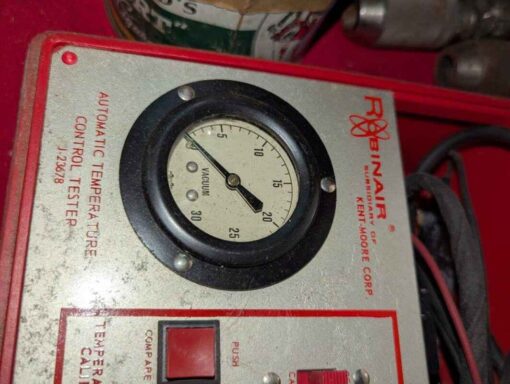 'S
RT"
AUTOMATIC TEMPERATURE
CONTROL TESTER
J-23678
ROBINAIR®
SUBSIDIARY OF
KENT-MOORE CORP
5
10
15
20
25
30
VACUUM
COMPARE
PUSH